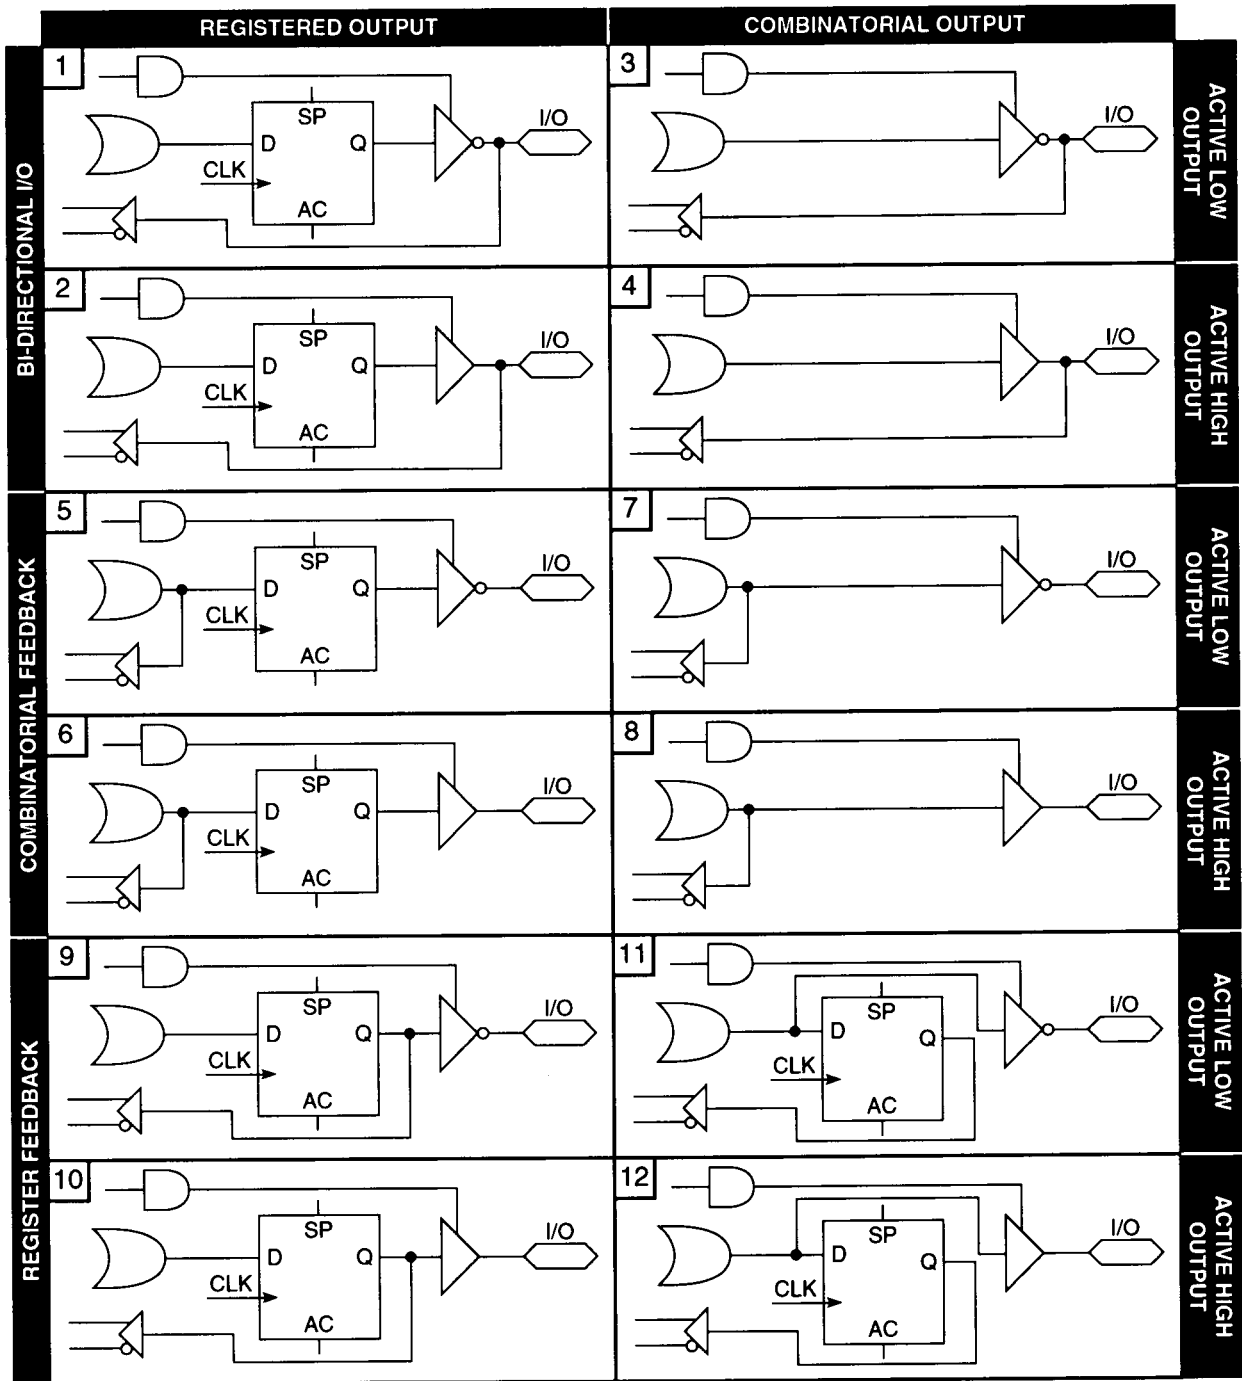 REGISTERED OUTPUT
COMBINATORIAL OUTPUT
BI-DIRECTIONAL I/O
1
SP
D
Q
CLK
AC
I/O
3
I/O
ACTIVE LOW
OUTPUT
2
SP
D
Q
CLK
AC
I/O
4
I/O
ACTIVE HIGH
OUTPUT
COMBINATORIAL FEEDBACK
5
SP
D
Q
CLK
AC
I/O
7
I/O
ACTIVE LOW
OUTPUT
6
SP
D
Q
CLK
AC
I/O
8
I/O
ACTIVE HIGH
OUTPUT
REGISTER FEEDBACK
9
SP
D
Q
CLK
AC
I/O
11
SP
D
Q
CLK
AC
I/O
ACTIVE LOW
OUTPUT
10
SP
D
Q
CLK
AC
I/O
12
SP
D
Q
CLK
AC
I/O
ACTIVE HIGH
OUTPUT